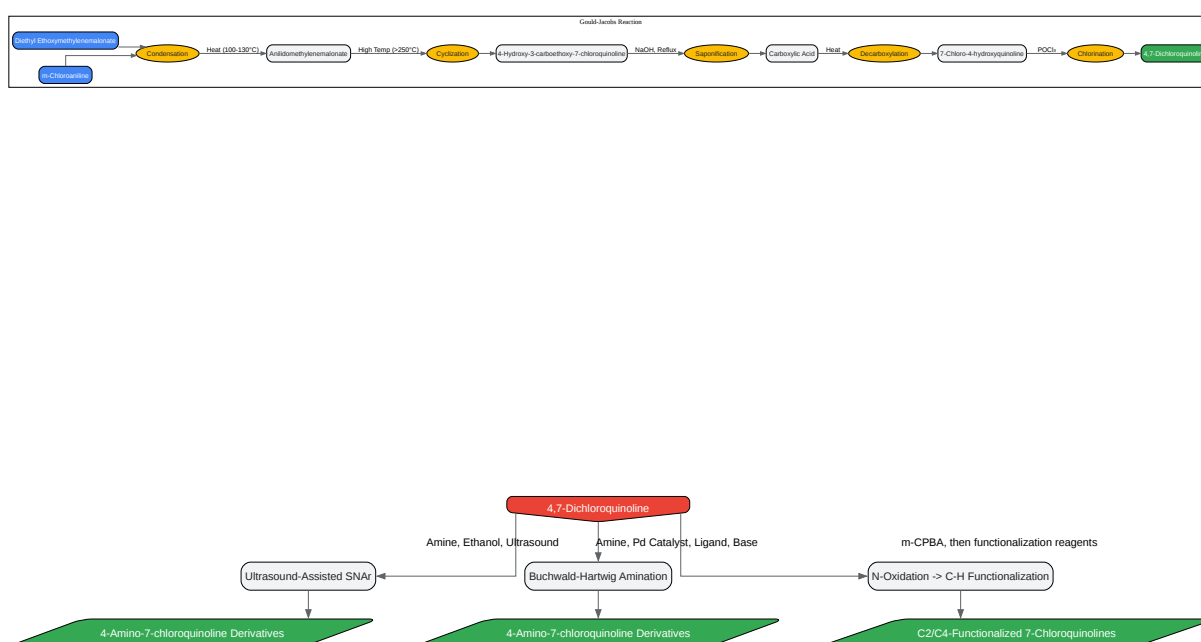 Gould-Jacobs Reaction
Diethyl Ethoxymethylenemalonate
m-Chloroaniline
Condensation
Heat (100-130°C)
Anilidomethylenemalonate
High Temp (>250°C)
Cyclization
4-Hydroxy-3-carboethoxy-7-chloroquinoline
NaOH, Reflux
Saponification
Carboxylic Acid
Heat
Decarboxylation
7-Chloro-4-hydroxyquinoline
POCl₃
Chlorination
4,7-Dichloroquinoline
4,7-Dichloroquinoline
Amine, Ethanol, Ultrasound
Amine, Pd Catalyst, Ligand, Base
m-CPBA, then functionalization reagents
Ultrasound-Assisted SNAr
Buchwald-Hartwig Amination
N-Oxidation -> C-H Functionalization
4-Amino-7-chloroquinoline Derivatives
4-Amino-7-chloroquinoline Derivatives
C2/C4-Functionalized 7-Chloroquinolines